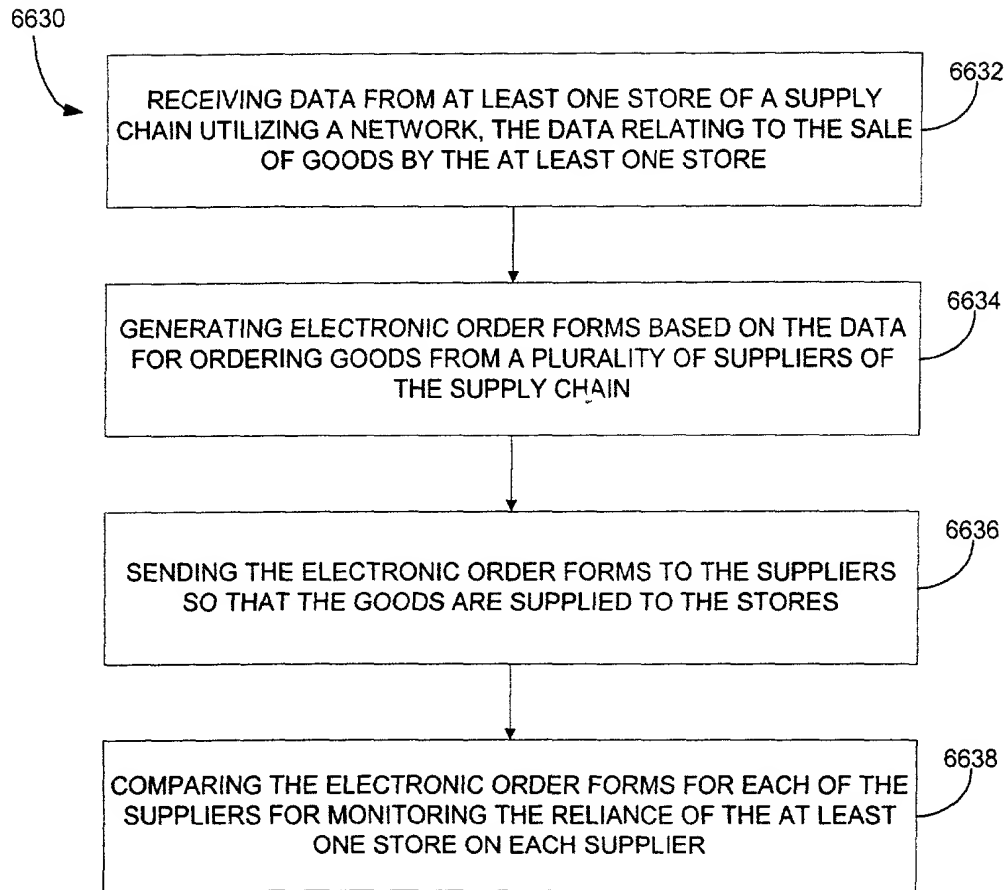 6630
6632
RECEIVING DATA FROM AT LEAST ONE STORE OF A SUPPLY
CHAIN UTILIZING A NETWORK, THE DATA RELATING TO THE SALE
OF GOODS BY THE AT LEAST ONE STORE
6634
GENERATING ELECTRONIC ORDER FORMS BASED ON THE DATA
FOR ORDERING GOODS FROM A PLURALITY OF SUPPLIERS OF
THE SUPPLY CHAIN
6636
SENDING THE ELECTRONIC ORDER FORMS TO THE SUPPLIERS
SO THAT THE GOODS ARE SUPPLIED TO THE STORES
6638
COMPARING THE ELECTRONIC ORDER FORMS FOR EACH OF THE
SUPPLIERS FOR MONITORING THE RELIANCE OF THE AT LEAST
ONE STORE ON EACH SUPPLIER